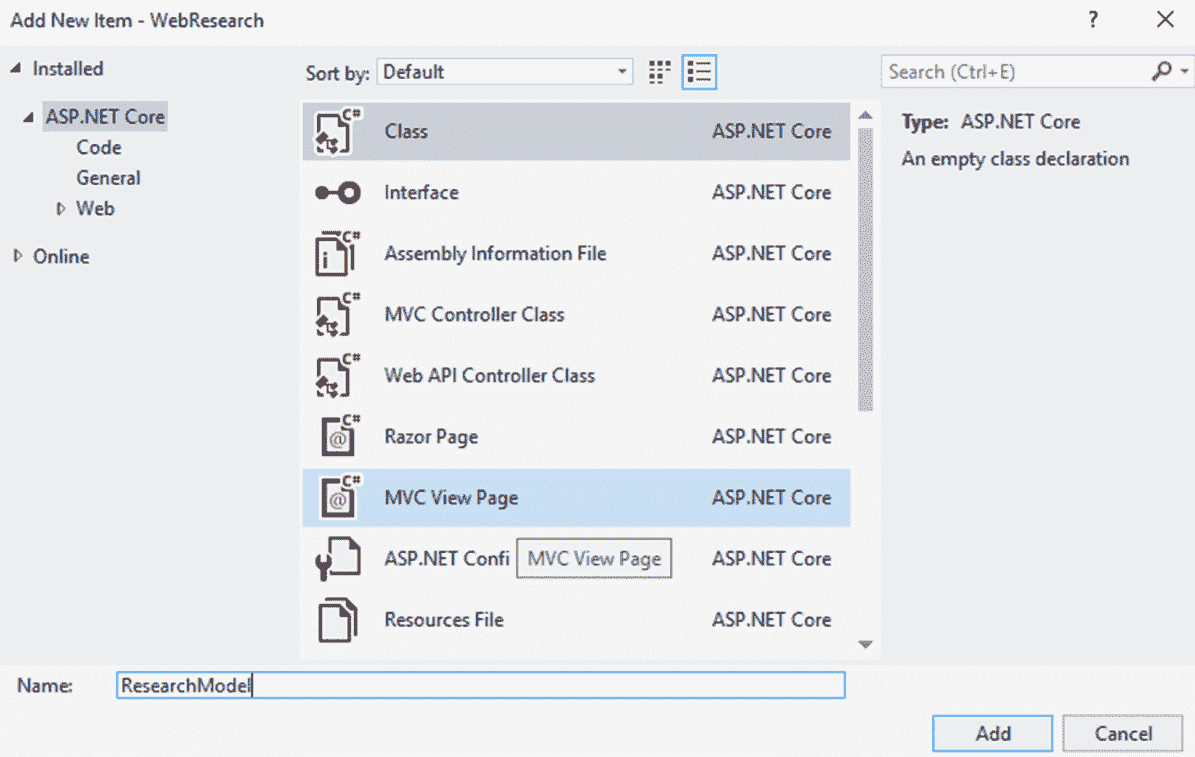 Add New Item - WebResearch
?
Installed
ASP.NET Core
Code
General
Web
Online
Sort by: Default
Search (Ctrl+E)
C# Class ASP.NET Core
Interface ASP.NET Core
C# Assembly Information File ASP.NET Core
C# MVC Controller Class ASP.NET Core
C# Web API Controller Class ASP.NET Core
C# @ Razor Page ASP.NET Core
C# @ MVC View Page ASP.NET Core
ASP.NET Confi MVC View Page ASP.NET Core
Resources File ASP.NET Core
Type: ASP.NET Core
An empty class declaration
Name: ResearchModel
Add Cancel